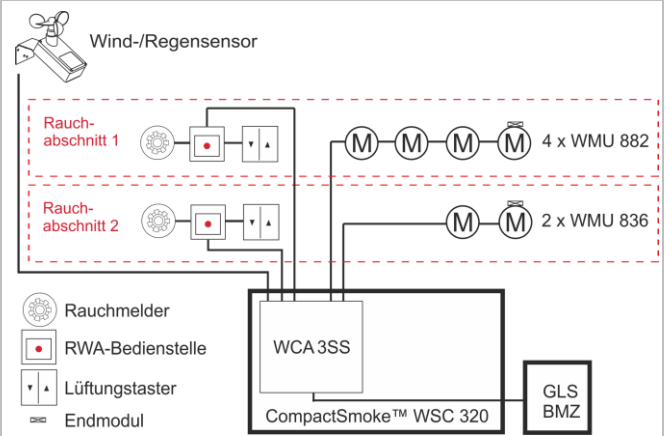 Wind-/Regensensor
Rauch-
abschnitt 1
M M M M 4 x WMU 882
Rauch-
abschnitt 2
M M 2 x WMU 836
Rauchmelder
RWA-Bedienstelle
Lüftungstaster
Endmodul
WCA 3SS
CompactSmoke™ WSC 320
GLS
BMZ